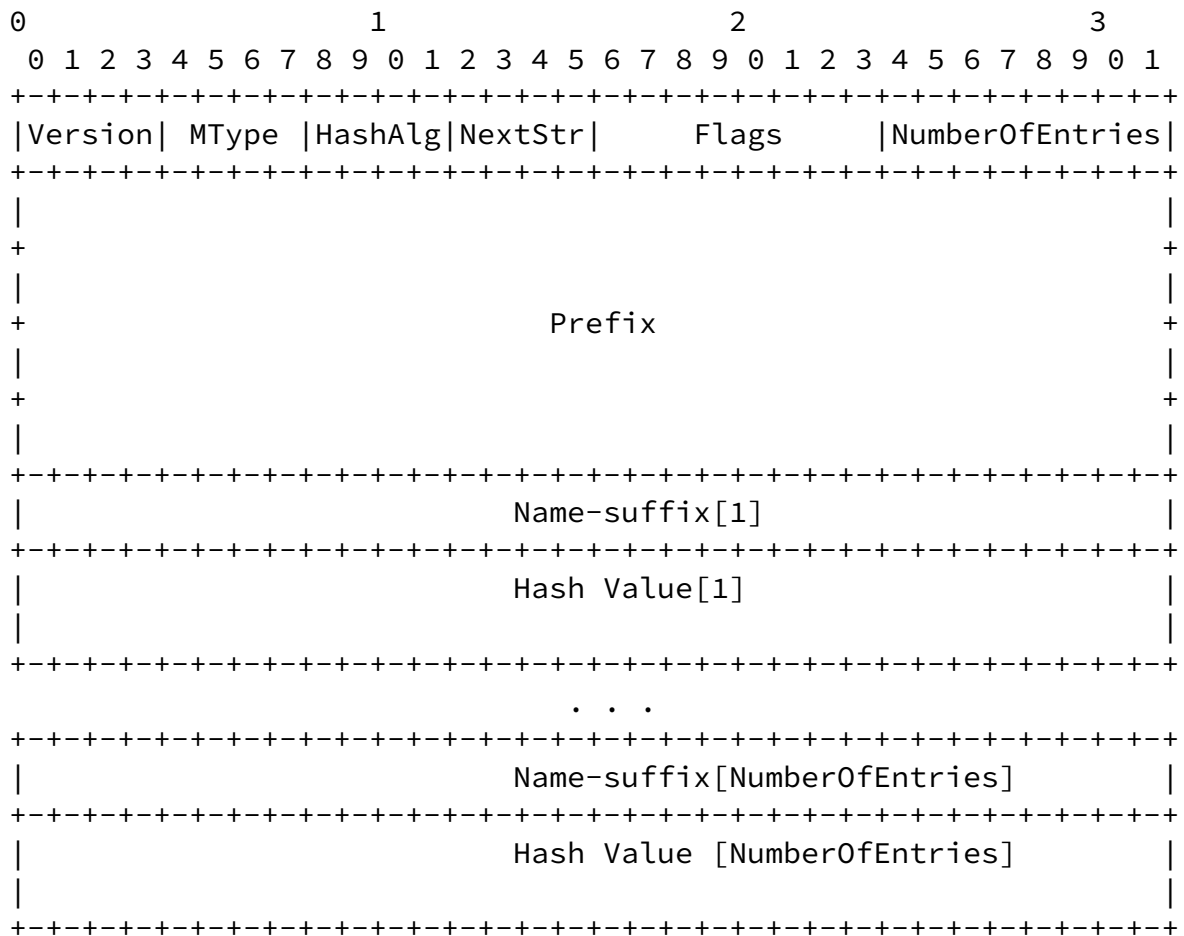 0                   1                   2                   3
 0 1 2 3 4 5 6 7 8 9 0 1 2 3 4 5 6 7 8 9 0 1 2 3 4 5 6 7 8 9 0 1
+-+-+-+-+-+-+-+-+-+-+-+-+-+-+-+-+-+-+-+-+-+-+-+-+-+-+-+-+-+-+-+-+
|Version| MType |HashAlg|NextStr|     Flags     |NumberOfEntries|
+-+-+-+-+-+-+-+-+-+-+-+-+-+-+-+-+-+-+-+-+-+-+-+-+-+-+-+-+-+-+-+-+
|                                                               |
+                                                               +
|                                                               |
+                             Prefix                            +
|                                                               |
+                                                               +
|                                                               |
+-+-+-+-+-+-+-+-+-+-+-+-+-+-+-+-+-+-+-+-+-+-+-+-+-+-+-+-+-+-+-+-+
|                           Name-suffix[1]                      |
+-+-+-+-+-+-+-+-+-+-+-+-+-+-+-+-+-+-+-+-+-+-+-+-+-+-+-+-+-+-+-+-+
|                           Hash Value[1]                       |
|                                                               |
+-+-+-+-+-+-+-+-+-+-+-+-+-+-+-+-+-+-+-+-+-+-+-+-+-+-+-+-+-+-+-+-+
                               . . .
+-+-+-+-+-+-+-+-+-+-+-+-+-+-+-+-+-+-+-+-+-+-+-+-+-+-+-+-+-+-+-+-+
|                           Name-suffix[NumberOfEntries]        |
+-+-+-+-+-+-+-+-+-+-+-+-+-+-+-+-+-+-+-+-+-+-+-+-+-+-+-+-+-+-+-+-+
|                           Hash Value [NumberOfEntries]        |
|                                                               |
+-+-+-+-+-+-+-+-+-+-+-+-+-+-+-+-+-+-+-+-+-+-+-+-+-+-+-+-+-+-+-+-+